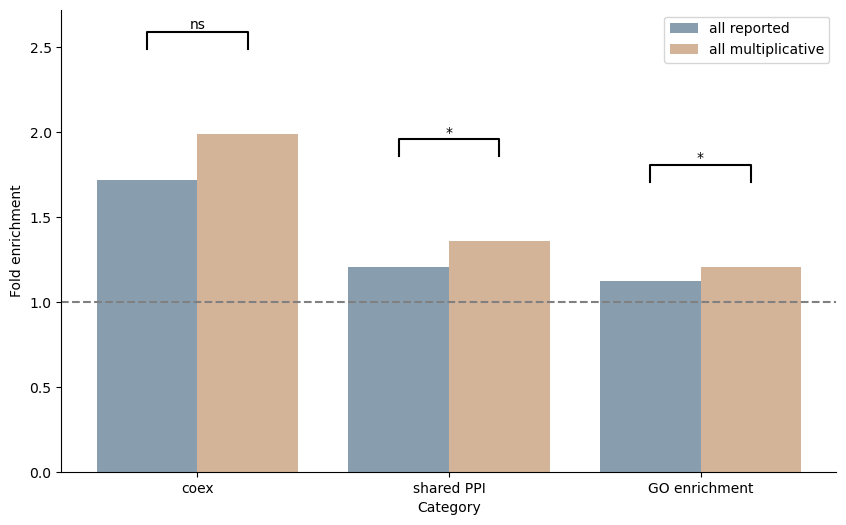 ns
*
*
all reported
all multiplicative
2.5
2.0
1.5
1.0
0.5
0.0
Fold enrichment
coex
shared PPI
GO enrichment
Category